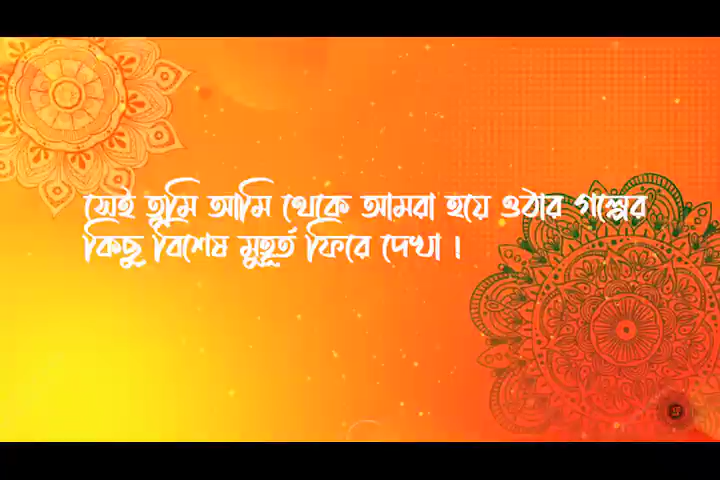 সেই তুমি আমি থেকে আমরা হয়ে ওঠার গল্পের
কিছু বিশেষ মুহূর্ত ফিরে দেখা ।